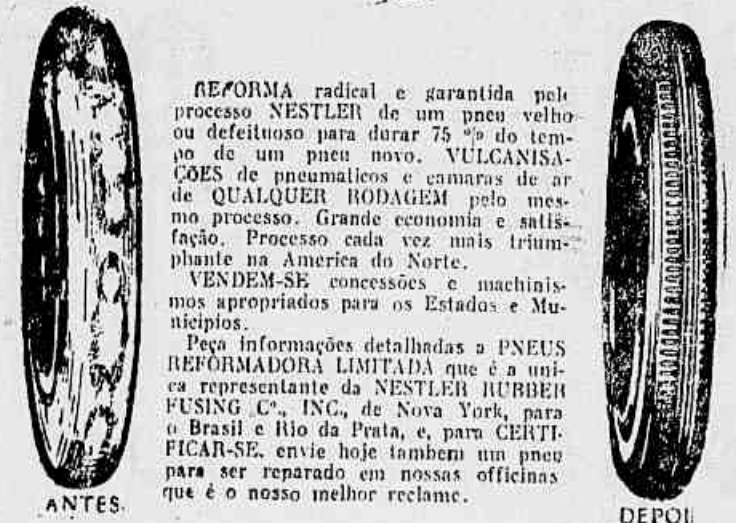 REFORMA radical e garantida pelo
processo NESTLER de um pneu velho
ou defeituoso para durar 75 % do tem-
po de um pneu novo. VULCANISA-
ÇÕES de pneumaticos e camaras de ar
de QUALQUER RODAGEM pelo mes-
mo processo. Grande economia e satis-
fação. Processo cada vez mais trium-
phante na America do Norte.
VENDEM-SE concessões e machinis-
mos apropriados para os Estados e Mu-
nicipios.
Peça informações detalhadas a PNEUS
REFORMADORA LIMITADA que é a uni-
ca representante da NESTLER RUBBER
FUSING Cº., INC., de Nova York, para
o Brasil e Rio da Prata, e, para CERTI-
FICAR-SE, envie hoje tambem um pneu
para ser reparado em nossas officinas
que é o nosso melhor reclame.
ANTES
DEPOI